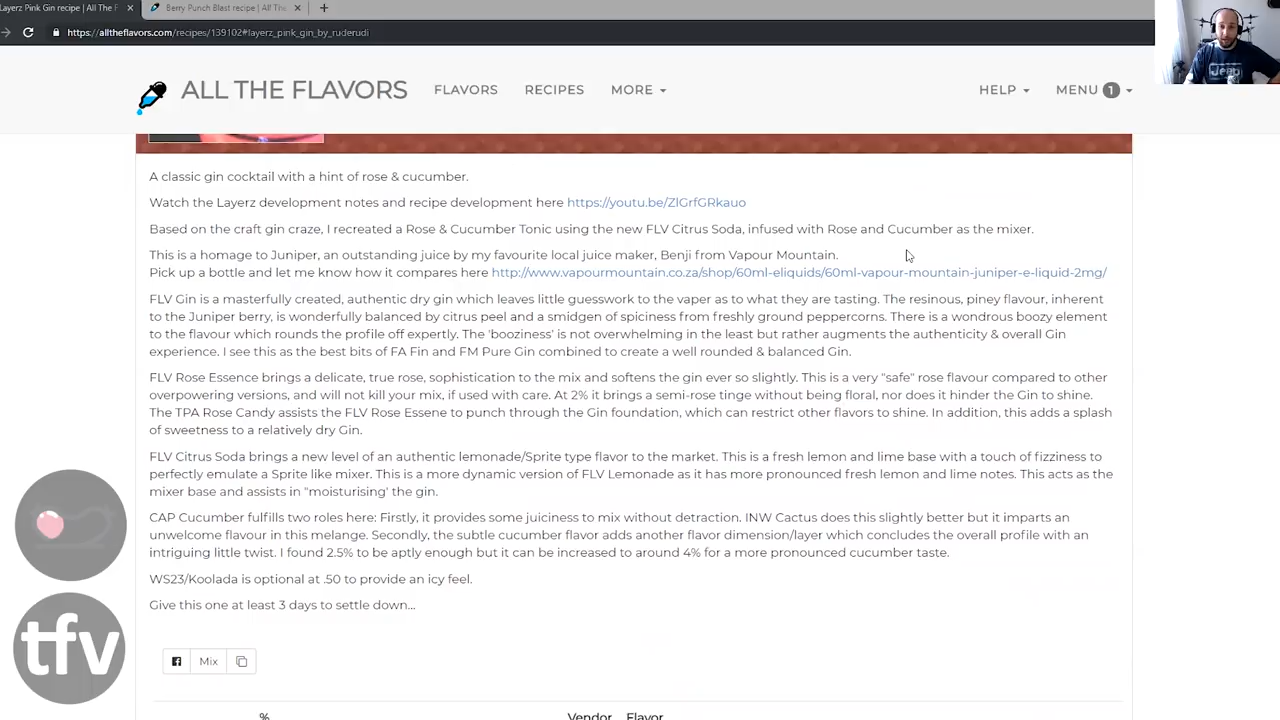 Layerz Pink Gin recipe | All The F
Berry Punch Blast recipe | All The
https://alltheflavors.com/recipes/139102#layerz_pink_gin_by_ruderudi
ALL THE FLAVORS
FLAVORS
RECIPES
MORE
HELP
MENU 1
Jeep
A classic gin cocktail with a hint of rose & cucumber.
Watch the Layerz development notes and recipe development here https://youtu.be/ZlGrfGRkauo
Based on the craft gin craze, I recreated a Rose & Cucumber Tonic using the new FLV Citrus Soda, infused with Rose and Cucumber as the mixer.
This is a homage to Juniper, an outstanding juice by my favourite local juice maker, Benji from Vapour Mountain.
Pick up a bottle and let me know how it compares here http://www.vapourmountain.co.za/shop/60ml-eliquids/60ml-vapour-mountain-juniper-e-liquid-2mg/
FLV Gin is a masterfully created, authentic dry gin which leaves little guesswork to the vaper as to what they are tasting. The resinous, piney flavour, inherent
to the Juniper berry, is wonderfully balanced by citrus peel and a smidgen of spiciness from freshly ground peppercorns. There is a wondrous boozy element
to the flavour which rounds the profile off expertly. The 'booziness' is not overwhelming in the least but rather augments the authenticity & overall Gin
experience. I see this as the best bits of FA Fin and FM Pure Gin combined to create a well rounded & balanced Gin.
FLV Rose Essence brings a delicate, true rose, sophistication to the mix and softens the gin ever so slightly. This is a very "safe" rose flavour compared to other
overpowering versions, and will not kill your mix, if used with care. At 2% it brings a semi-rose tinge without being floral, nor does it hinder the Gin to shine.
The TPA Rose Candy assists the FLV Rose Essene to punch through the Gin foundation, which can restrict other flavors to shine. In addition, this adds a splash
of sweetness to a relatively dry Gin.
FLV Citrus Soda brings a new level of an authentic lemonade/Sprite type flavor to the market. This is a fresh lemon and lime base with a touch of fizziness to
perfectly emulate a Sprite like mixer. This is a more dynamic version of FLV Lemonade as it has more pronounced fresh lemon and lime notes. This acts as the
mixer base and assists in "moisturising' the gin.
CAP Cucumber fulfills two roles here: Firstly, it provides some juiciness to mix without detraction. INW Cactus does this slightly better but it imparts an
unwelcome flavour in this melange. Secondly, the subtle cucumber flavor adds another flavor dimension/layer which concludes the overall profile with an
intriguing little twist. I found 2.5% to be aptly enough but it can be increased to around 4% for a more pronounced cucumber taste.
WS23/Koolada is optional at .50 to provide an icy feel.
Give this one at least 3 days to settle down...
tfv
Mix
% Vendor Flavor